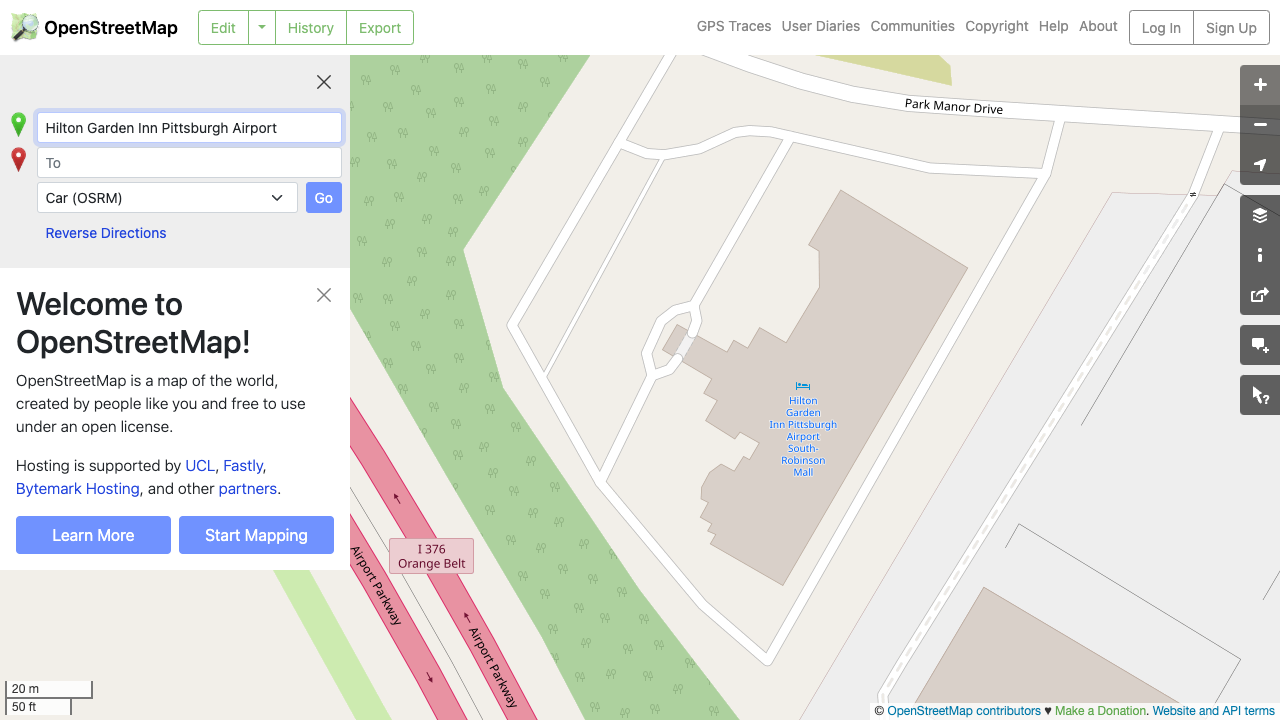 OpenStreetMap
Edit
History
Export
GPS Traces
User Diaries
Communities
Copyright
Help
About
Log In
Sign Up
Hilton Garden Inn Pittsburgh Airport
To
Car (OSRM)
Go
Reverse Directions
Welcome to
OpenStreetMap!
OpenStreetMap is a map of the world,
created by people like you and free to use
under an open license.
Hosting is supported by UCL, Fastly,
Bytemark Hosting, and other partners.
Learn More
Start Mapping
Park Manor Drive
Hilton
Garden
Inn Pittsburgh
Airport
South-
Robinson
Mall
I 376
Orange Belt
Airport Parkway
Airport Parkway
20 m
50 ft
© OpenStreetMap contributors ♥ Make a Donation. Website and API terms